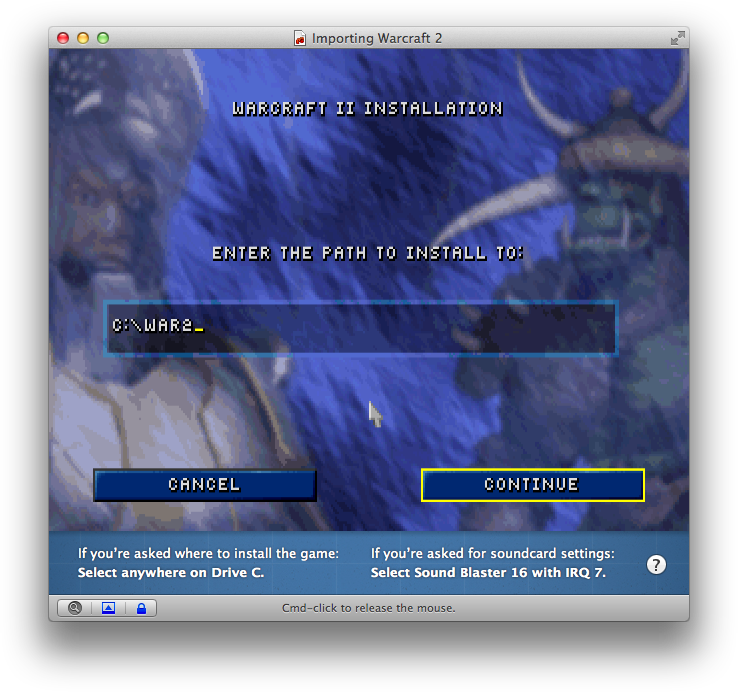 Importing Warcraft 2
WARCRAFT II INSTALLATION
ENTER THE PATH TO INSTALL TO:
C:\WAR2_
CANCEL
CONTINUE
If you're asked where to install the game:
Select anywhere on Drive C.
If you're asked for soundcard settings:
Select Sound Blaster 16 with IRQ 7.
?
Cmd-click to release the mouse.